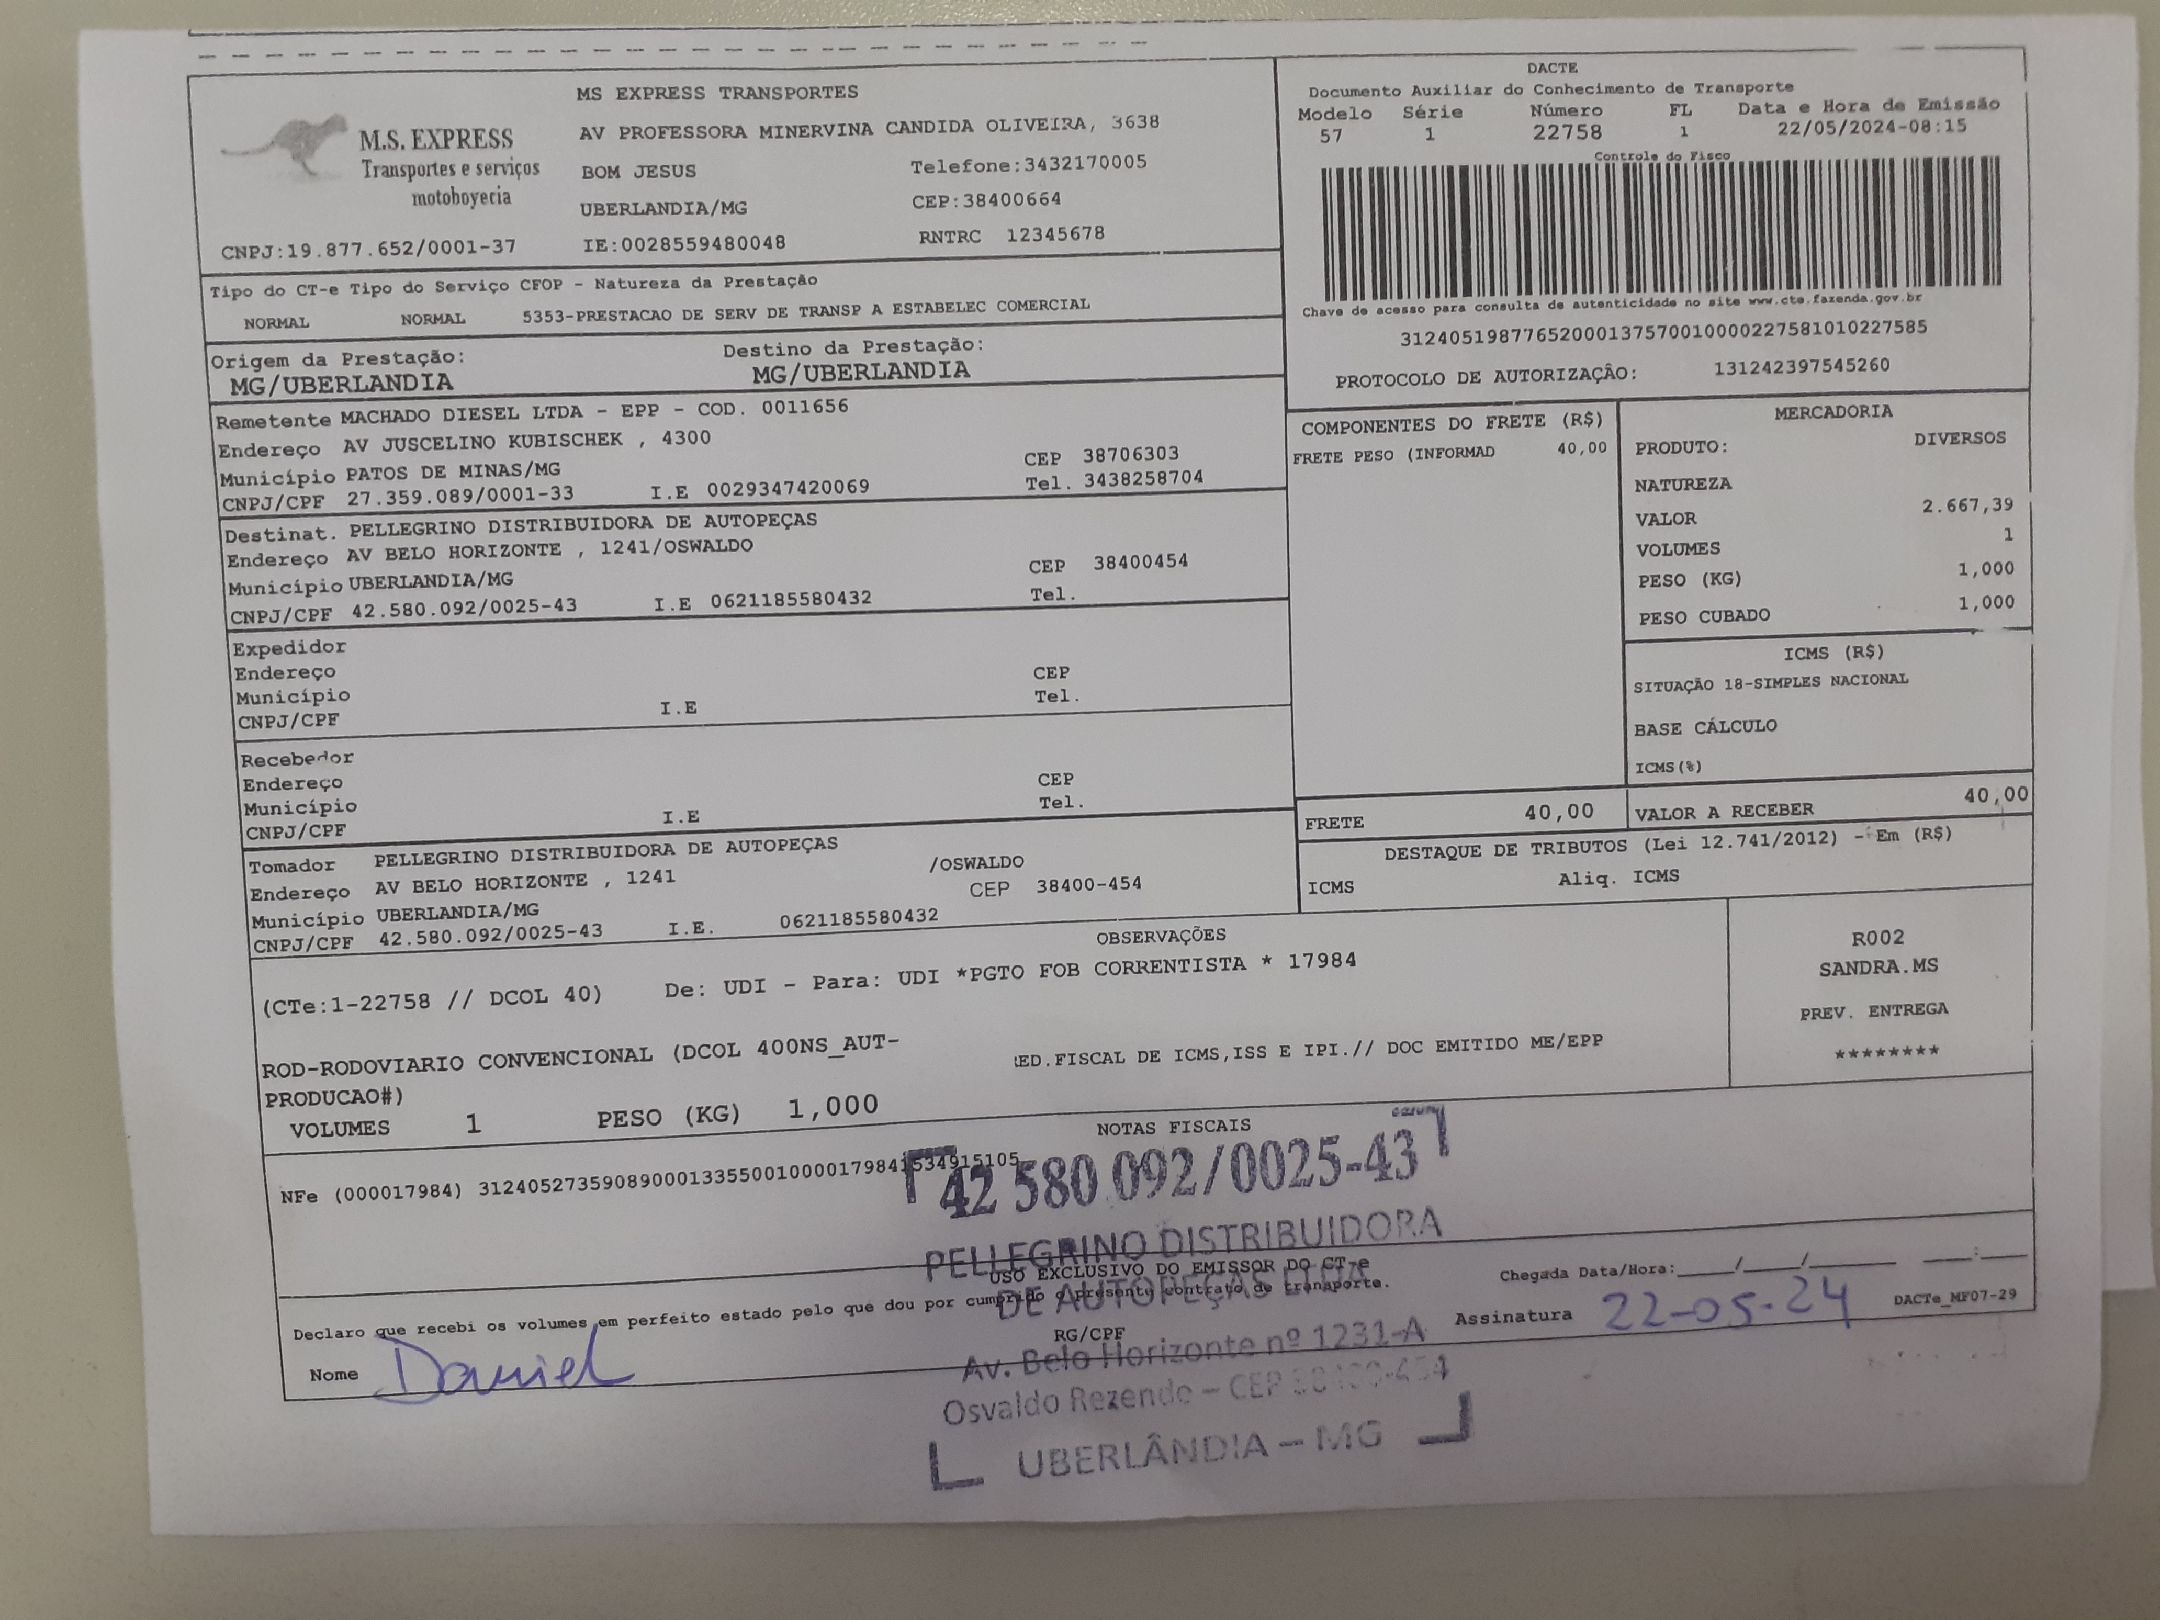 MS EXPRESS TRANSPORTES
M.S. EXPRESS
Transportes e serviços
motoboyeria
AV PROFESSORA MINERVINA CANDIDA OLIVEIRA, 3638
BOM JESUS Telefone:3432170005
UBERLANDIA/MG CEP:38400664
CNPJ:19.877.652/0001-37 IE:0028559480048 RNTRC 12345678
DACTE
Documento Auxiliar do Conhecimento de Transporte
Modelo Série Número FL Data e Hora de Emissão
57 1 22758 1 22/05/2024-08:15
Controle do Fisco
Chave de acesso para consulta de autenticidade no site www.cte.fazenda.gov.br
31240519877652000137570010000227581010227585
PROTOCOLO DE AUTORIZAÇÃO: 131242397545260
Tipo do CT-e Tipo do Serviço CFOP - Natureza da Prestação
NORMAL NORMAL 5353-PRESTACAO DE SERV DE TRANSP A ESTABELEC COMERCIAL
Origem da Prestação: Destino da Prestação:
MG/UBERLANDIA MG/UBERLANDIA
Remetente MACHADO DIESEL LTDA - EPP - COD. 0011656
Endereço AV JUSCELINO KUBISCHEK , 4300
Município PATOS DE MINAS/MG CEP 38706303
CNPJ/CPF 27.359.089/0001-33 I.E 0029347420069 Tel. 3438258704
Destinat. PELLEGRINO DISTRIBUIDORA DE AUTOPEÇAS
Endereço AV BELO HORIZONTE , 1241/OSWALDO
Município UBERLANDIA/MG CEP 38400454
CNPJ/CPF 42.580.092/0025-43 I.E 0621185580432 Tel.
Expedidor
Endereço CEP
Município Tel.
CNPJ/CPF I.E
Recebedor
Endereço CEP
Município Tel.
CNPJ/CPF I.E
Tomador PELLEGRINO DISTRIBUIDORA DE AUTOPEÇAS
Endereço AV BELO HORIZONTE , 1241 /OSWALDO
Município UBERLANDIA/MG CEP 38400-454
CNPJ/CPF 42.580.092/0025-43 I.E. 0621185580432
COMPONENTES DO FRETE (R$)
FRETE PESO (INFORMAD 40,00
MERCADORIA
PRODUTO: DIVERSOS
NATUREZA
VALOR 2.667,39
VOLUMES 1
PESO (KG) 1,000
PESO CUBADO 1,000
ICMS (R$)
SITUAÇÃO 18-SIMPLES NACIONAL
BASE CÁLCULO
ICMS(%)
FRETE 40,00 VALOR A RECEBER 40,00
DESTAQUE DE TRIBUTOS (Lei 12.741/2012) - Em (R$)
ICMS Aliq. ICMS
OBSERVAÇÕES
(CTe:1-22758 // DCOL 40) De: UDI - Para: UDI *PGTO FOB CORRENTISTA * 17984
ROD-RODOVIARIO CONVENCIONAL (DCOL 400NS_AUT- RED.FISCAL DE ICMS,ISS E IPI.// DOC EMITIDO ME/EPP
PRODUCAO#)
VOLUMES 1 PESO (KG) 1,000
R002
SANDRA.MS
PREV. ENTREGA
********
NOTAS FISCAIS
NFe (000017984) 31240527359089000133550010000179841534915105
42 580 092/0025-43
PELLEGRINO DISTRIBUIDORA
DE AUTOPEÇAS LTDA
Av. Belo Horizonte nº 1231-A
Osvaldo Rezende – CEP
UBERLÂNDIA – MG
USO EXCLUSIVO DO EMISSOR DO CT-e
Declaro que recebi os volumes em perfeito estado pelo que dou por cumprido o presente contrato de transporte.
Chegada Data/Hora:_____/_____/_______ ____:____
Nome Daniel RG/CPF Assinatura 22-05-24 DACTe_MF07-29